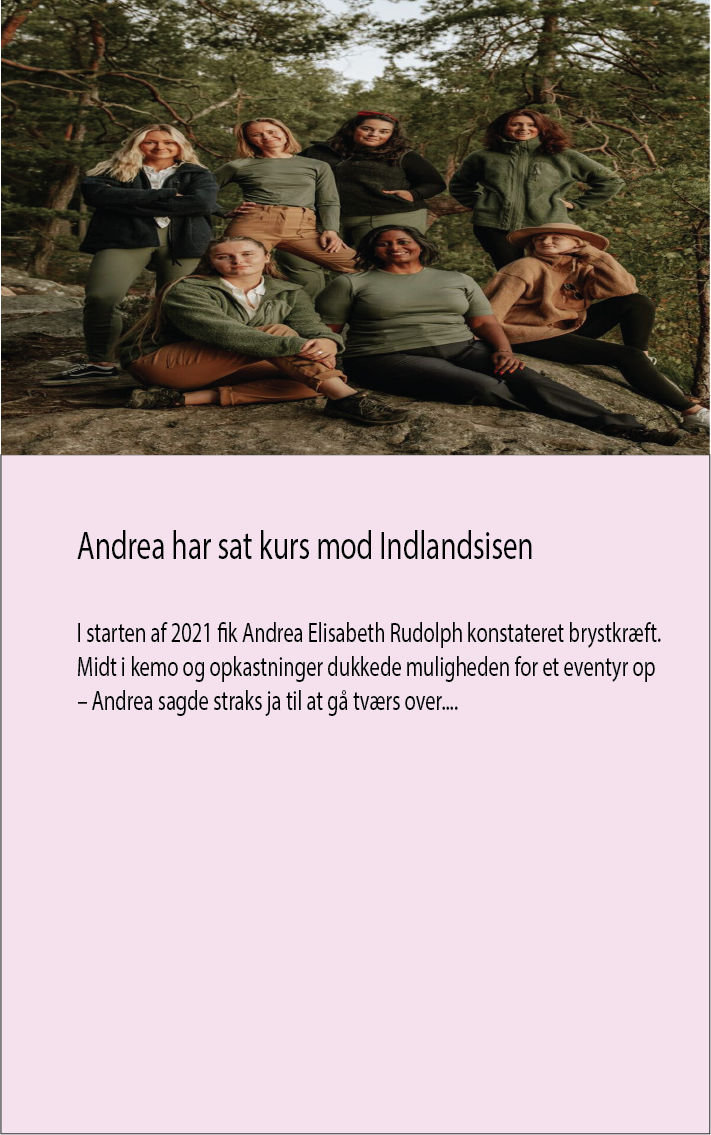 Andrea har sat kurs mod Indlandsisen
I starten af 2021 fik Andrea Elisabeth Rudolph konstateret brystkræft.
Midt i kemo og opkastninger dukkede muligheden for et eventyr op
– Andrea sagde straks ja til at gå tværs over....